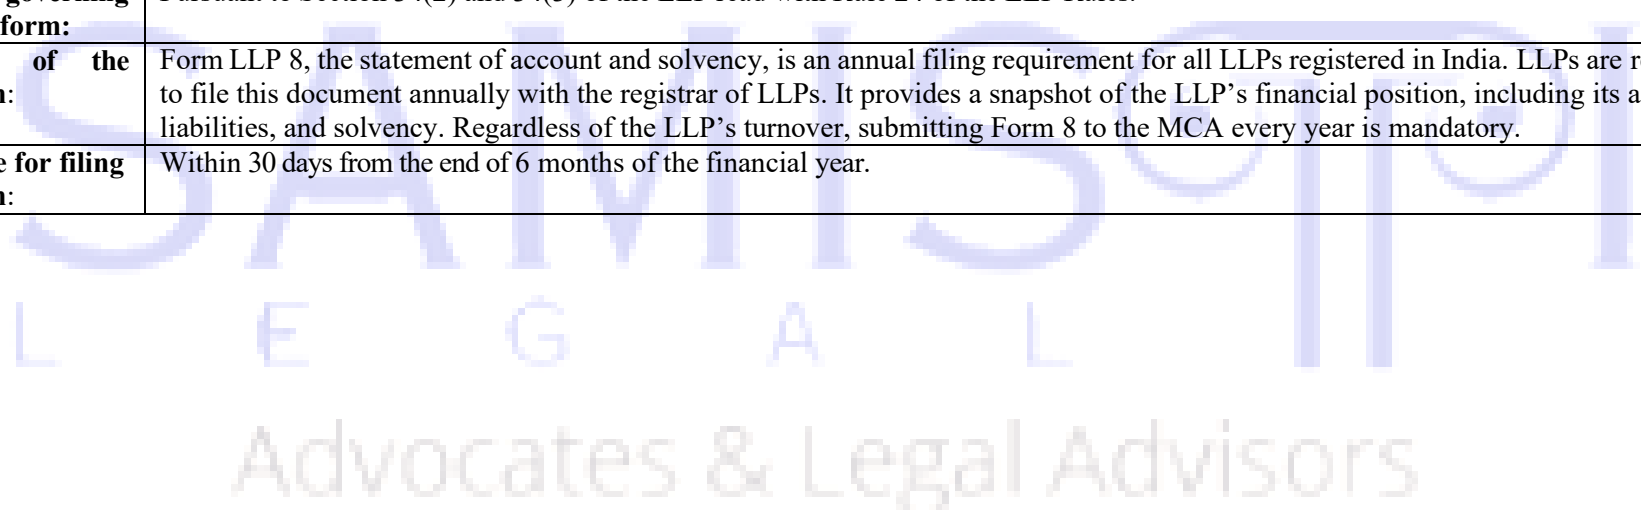 governing
form:
of the
Form LLP 8, the statement of account and solvency, is an annual filing requirement for all LLPs registered in India. LLPs are
to file this document annually with the registrar of LLPs. It provides a snapshot of the LLP’s financial position, including its
liabilities, and solvency. Regardless of the LLP’s turnover, submitting Form 8 to the MCA every year is mandatory.
for filing
Within 30 days from the end of 6 months of the financial year.
LEGAL
Advocates & Legal Advisors